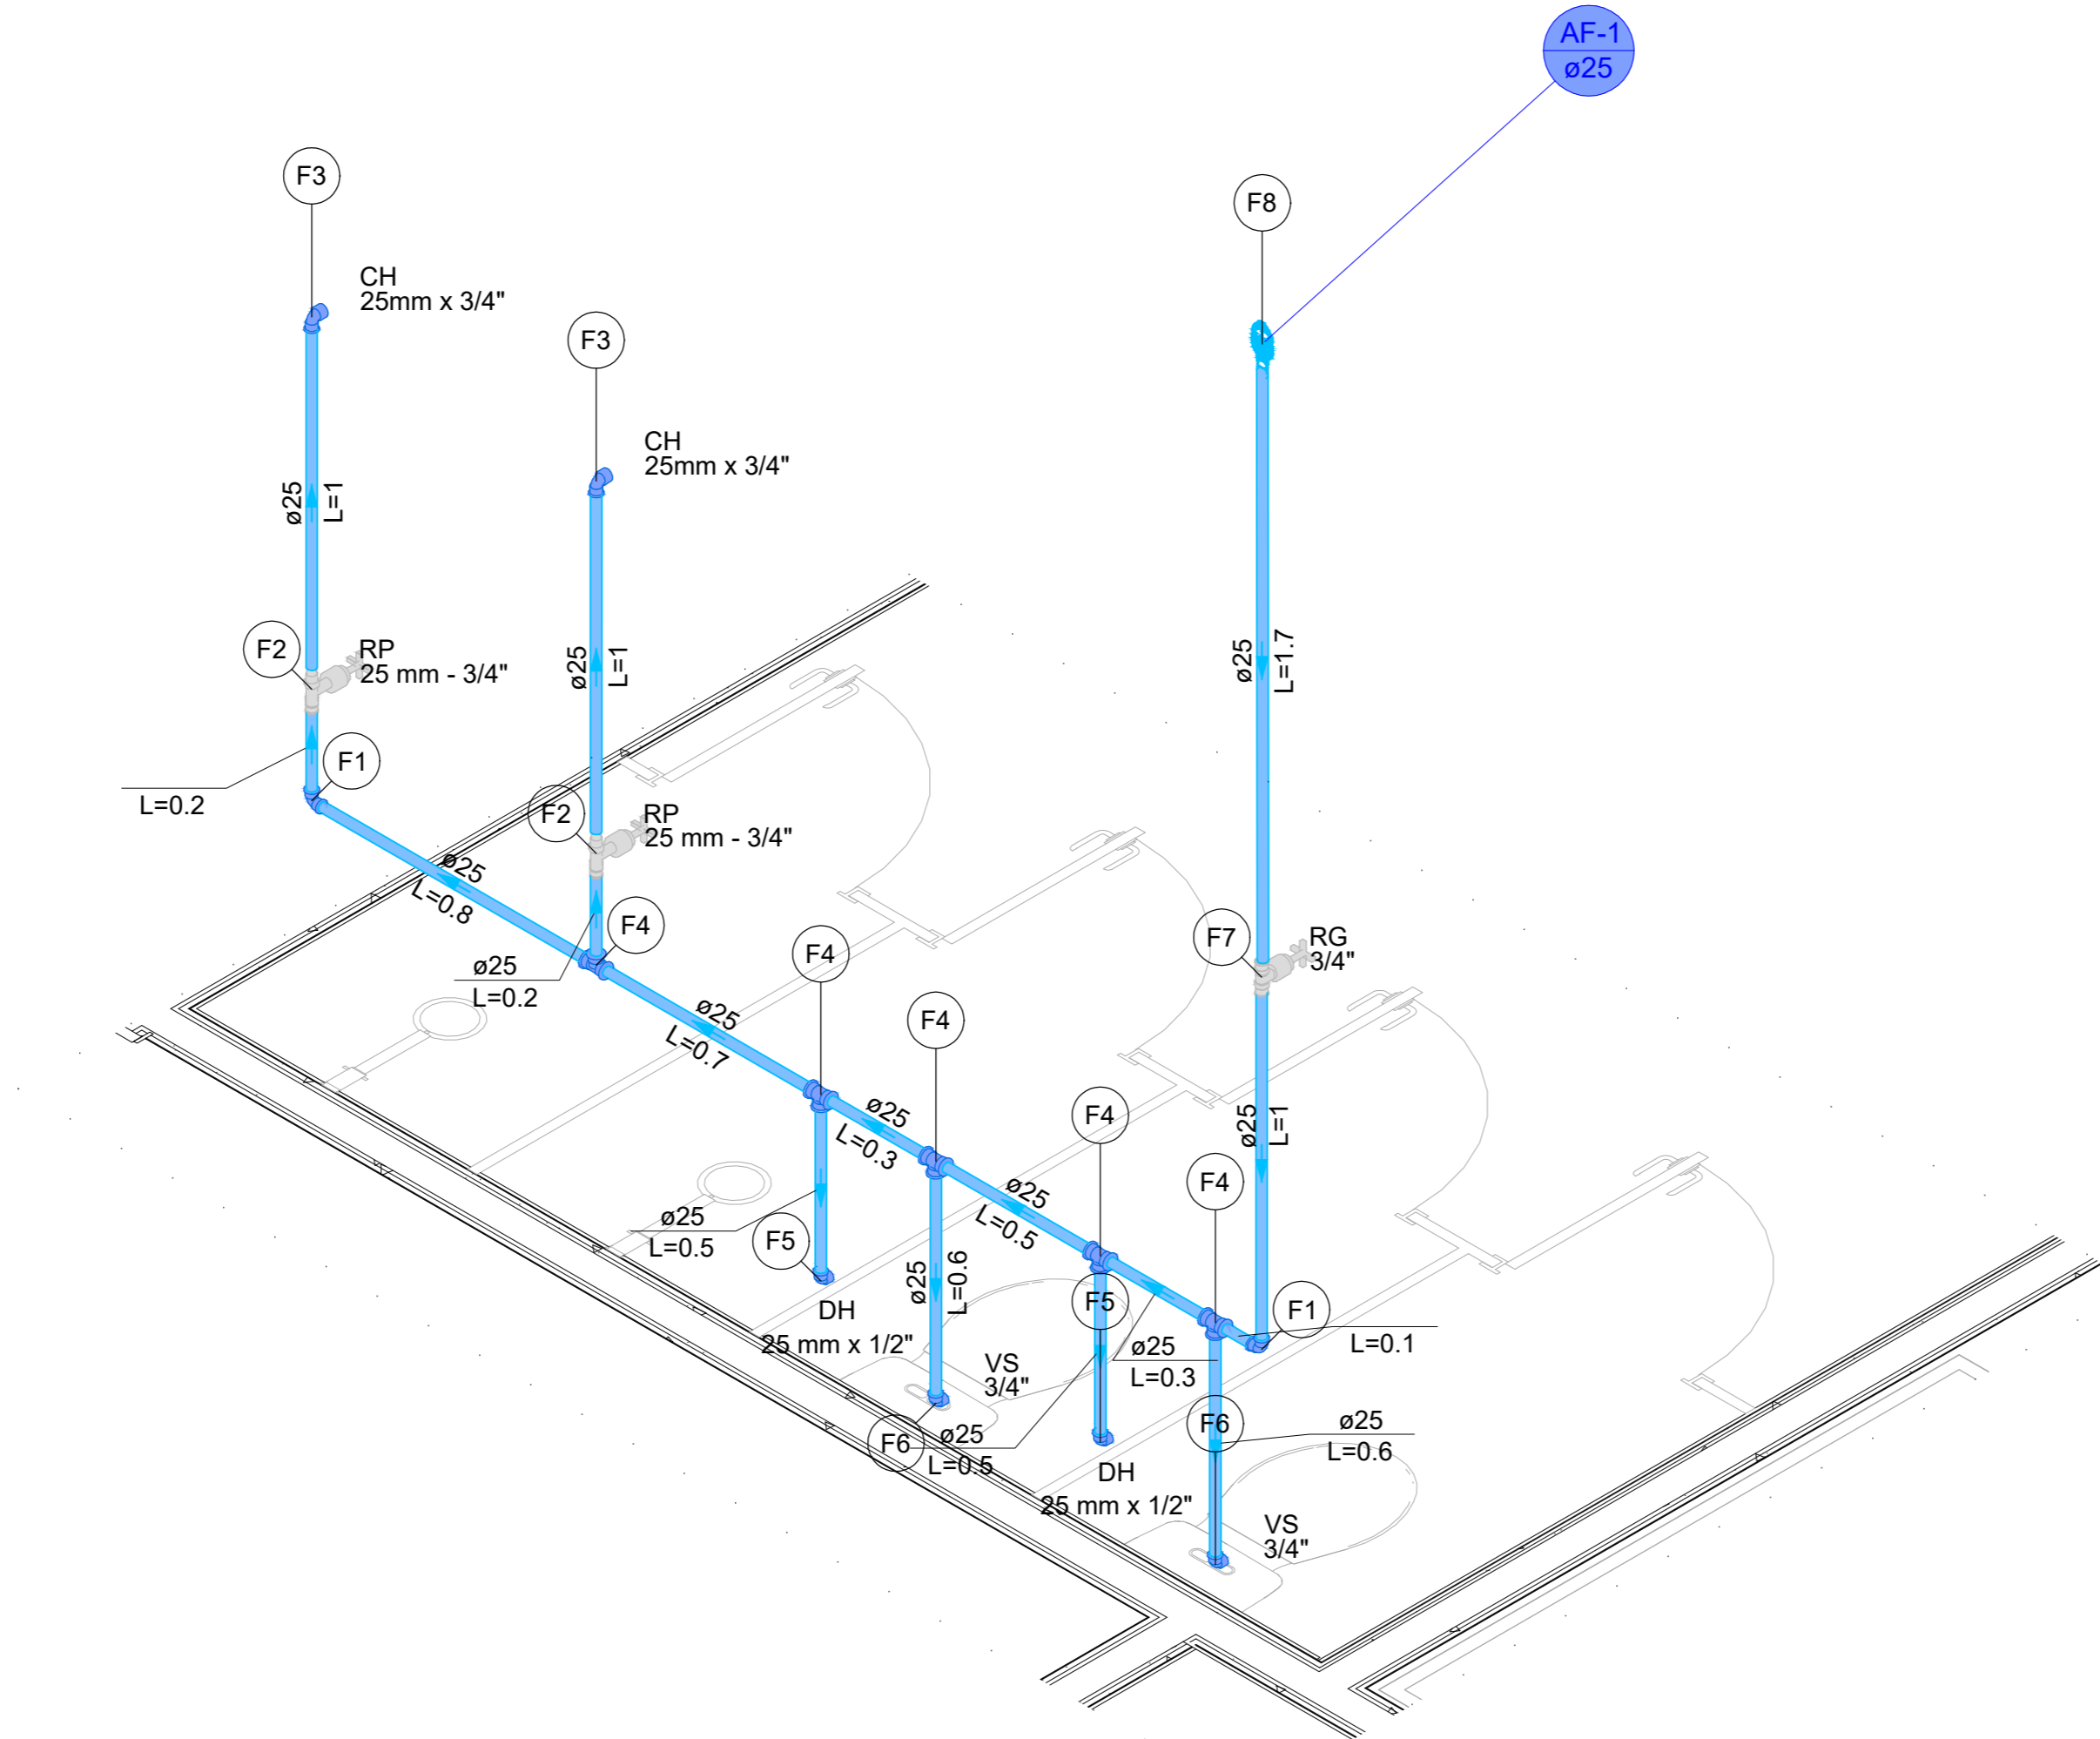 AF-1
ø25
F3
F8
CH
25mm x 3/4"
F3
CH
25mm x 3/4"
ø25
L=1
ø25
L=1
ø25
L=1.7
F2
RP
25 mm - 3/4"
F1
L=0.2
F2
RP
25 mm - 3/4"
ø25
L=0.8
F4
F4
F7
RG
3/4"
ø25
L=0.2
ø25
L=0.7
F4
ø25
L=0.3
F4
ø25
L=1
F4
ø25
L=0.5
ø25
L=0.5
F5
ø25
L=0.6
F5
F1
L=0.1
DH
25 mm x 1/2"
VS
3/4"
ø25
L=0.3
F6
ø25
L=0.5
F6
ø25
L=0.6
DH
25 mm x 1/2"
VS
3/4"